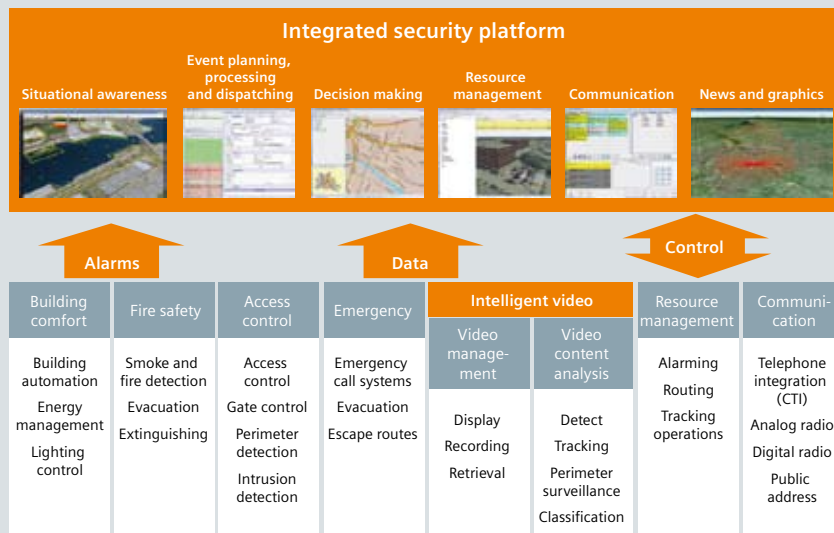 Integrated security platform
Situational awareness
Event planning,
processing
and dispatching
Decision making
Resource
management
Communication
News and graphics
Alarms
Data
Control
Building
comfort
Fire safety
Access
control
Emergency
Intelligent video
Video
manage-
ment
Video
content
analysis
Resource
management
Communi-
cation
Building
automation
Energy
management
Lighting
control
Smoke and
fire detection
Evacuation
Extinguishing
Access
control
Gate control
Perimeter
detection
Intrusion
detection
Emergency
call systems
Evacuation
Escape routes
Display
Recording
Retrieval
Detect
Tracking
Perimeter
surveillance
Classification
Alarming
Routing
Tracking
operations
Telephone
integration
(CTI)
Analog radio
Digital radio
Public
address